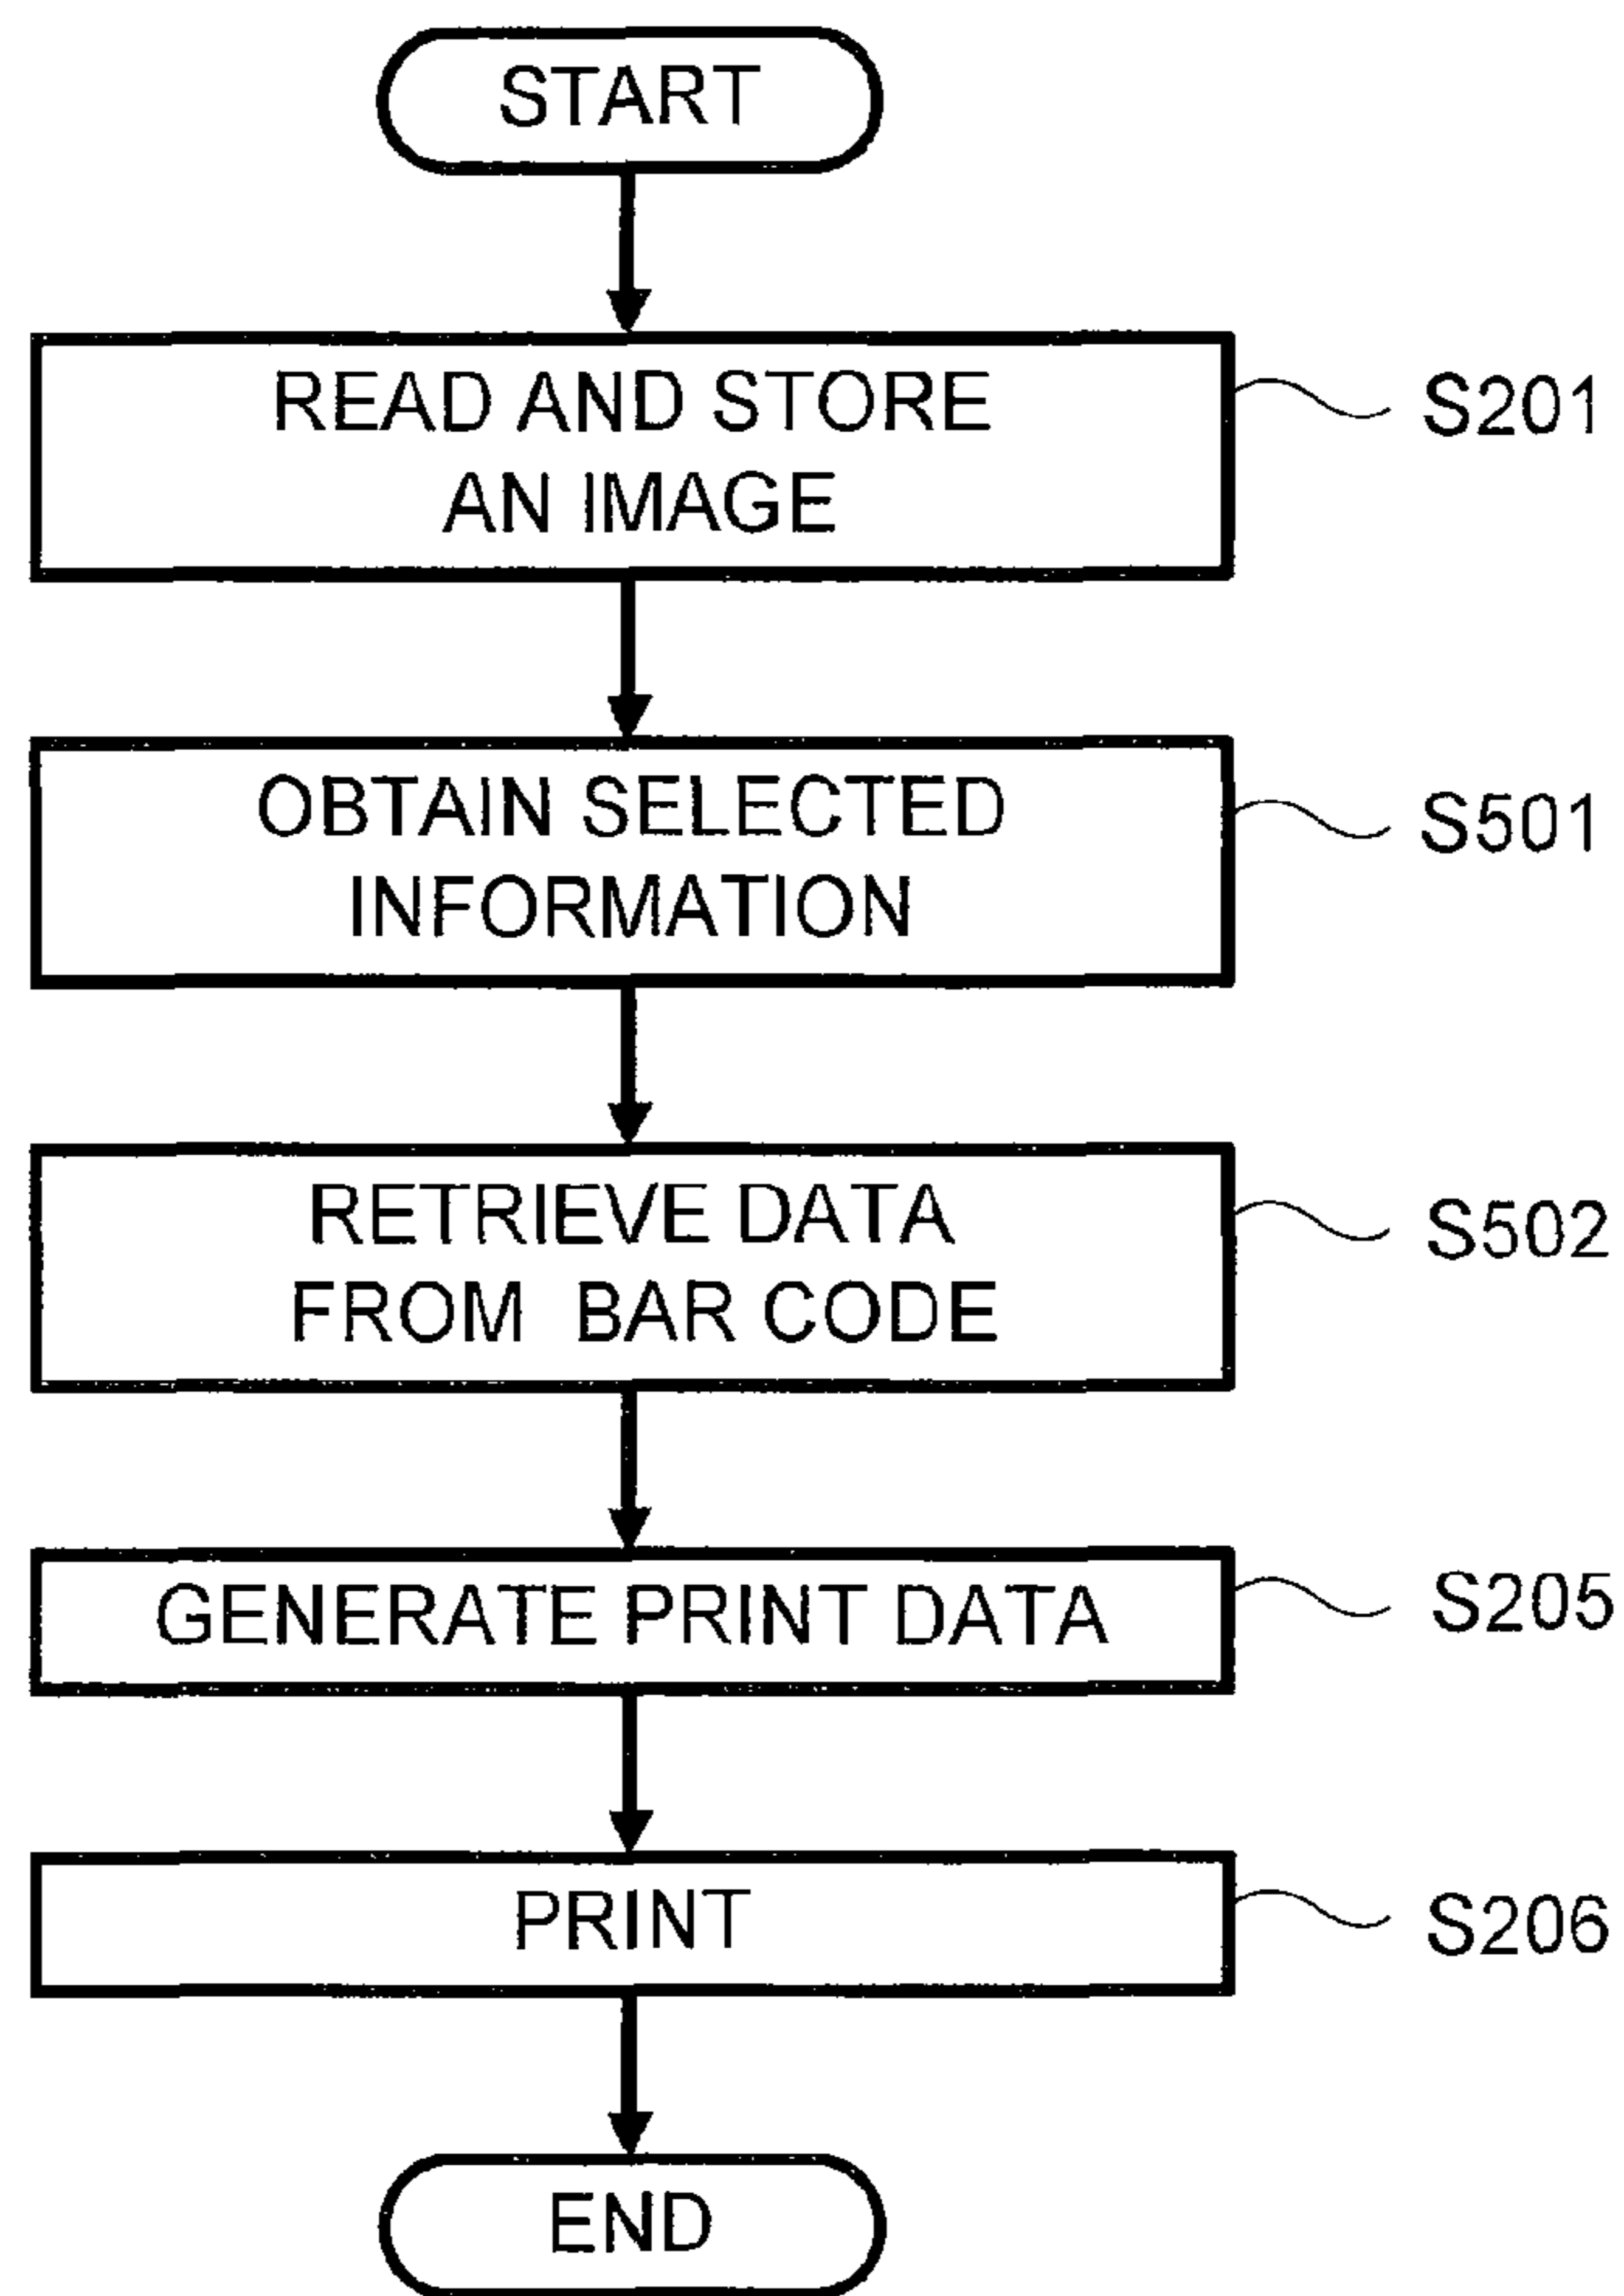 START
READ AND STORE
AN IMAGE
S201
OBTAIN SELECTED
INFORMATION
S501
RETRIEVE DATA
FROM BAR CODE
S502
GENERATE PRINT DATA
S205
PRINT
S206
END